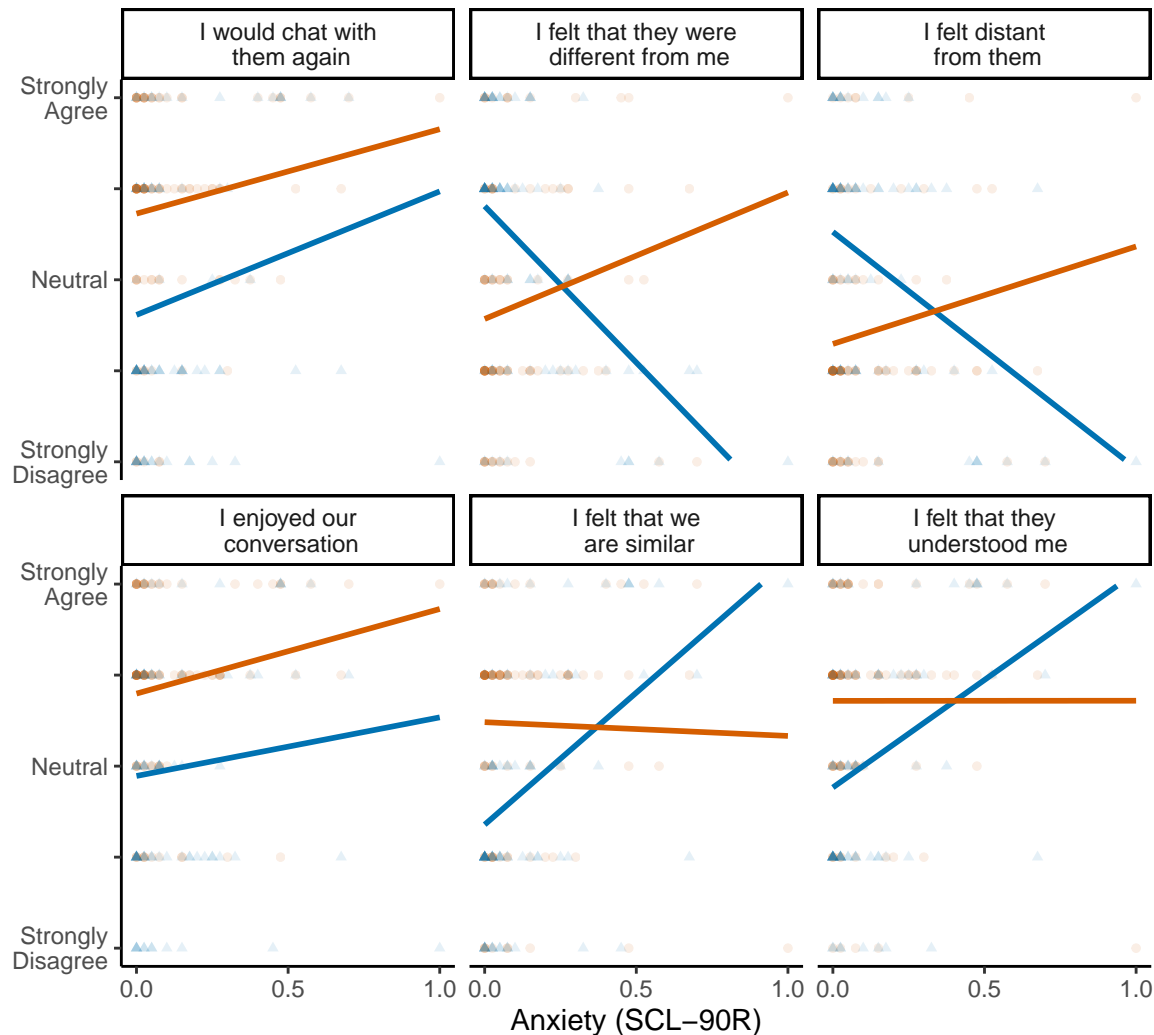 I would chat with
them again
I felt that they were
different from me
I felt distant
from them
Strongly
Agree
Neutral
Strongly
Disagree
I enjoyed our
conversation
I felt that we
are similar
I felt that they
understood me
Strongly
Agree
Neutral
Strongly
Disagree
0.0 0.5 1.0 0.0 0.5 1.0 0.0 0.5 1.0
Anxiety (SCL−90R)